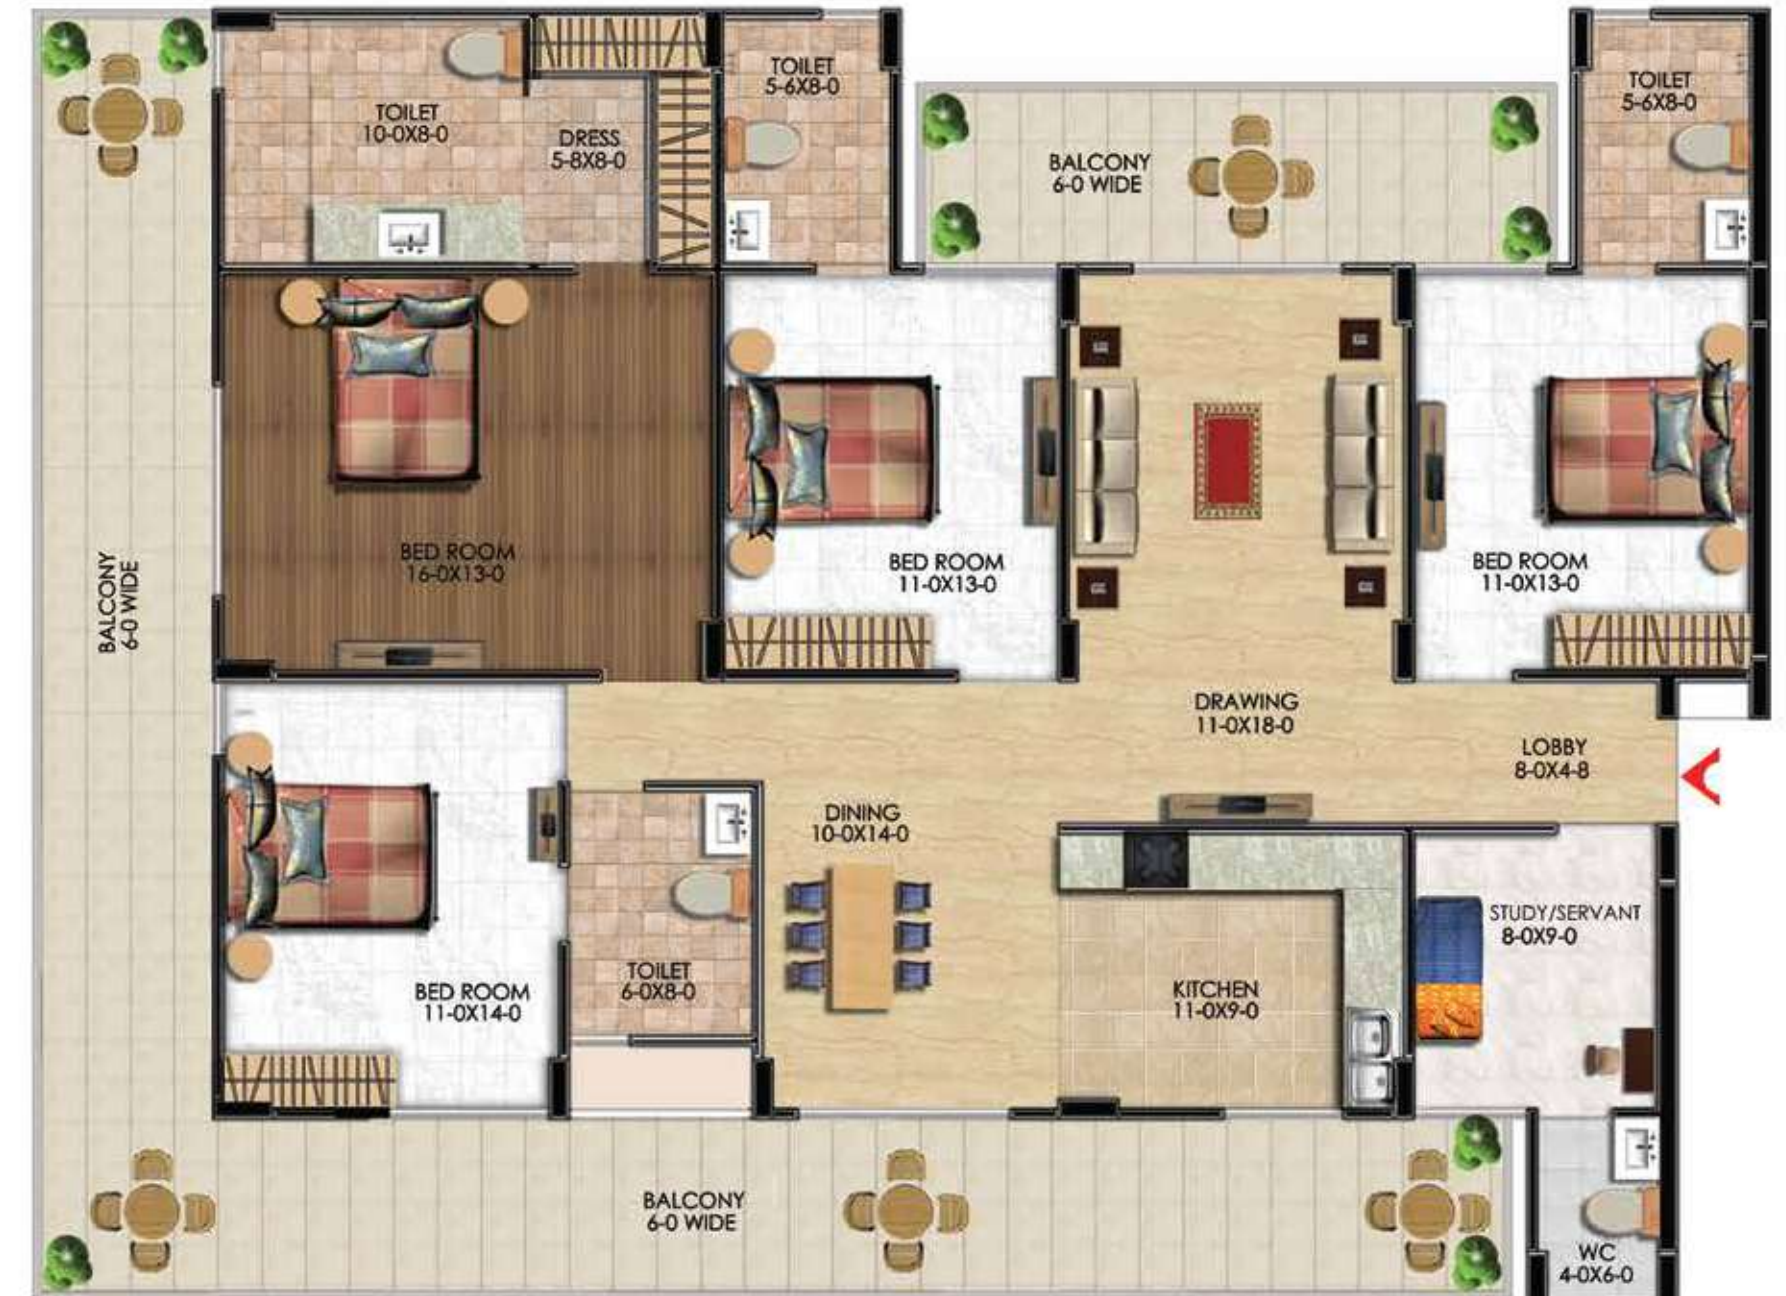 TOILET
10-0X8-0
DRESS
5-8X8-0
TOILET
5-6X8-0
BALCONY
6-0 WIDE
TOILET
5-6X8-0
BALCONY
6-0 WIDE
BED ROOM
16-0X13-0
BED ROOM
11-0X13-0
BED ROOM
11-0X13-0
DRAWING
11-0X18-0
LOBBY
8-0X4-8
DINING
10-0X14-0
STUDY/SERVANT
8-0X9-0
BED ROOM
11-0X14-0
TOILET
6-0X8-0
KITCHEN
11-0X9-0
BALCONY
6-0 WIDE
WC
4-0X6-0